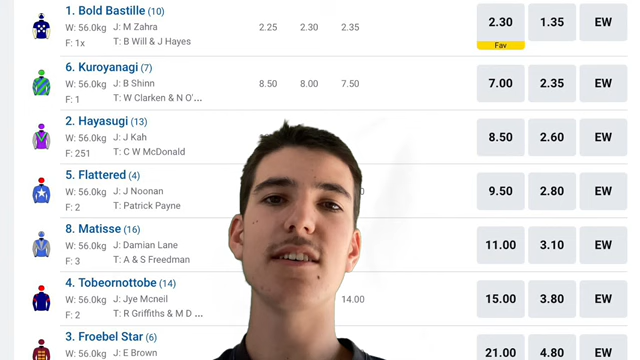 1. Bold Bastille (10)
W: 56.0kg J: M Zahra 2.25 2.30 2.35 2.30 1.35 EW
F: 1x T: B Will & J Hayes Fav
6. Kuroyanagi (7)
W: 56.0kg J: B Shinn 8.50 8.00 7.50 7.00 2.35 EW
F: 1 T: W Clarken & N O'...
2. Hayasugi (13)
W: 56.0kg J: J Kah 8.50 2.60 EW
F: 251 T: C W McDonald
5. Flattered (4)
W: 56.0kg J: J Noonan 0 9.50 2.80 EW
F: 2 T: Patrick Payne
8. Matisse (16)
W: 56.0kg J: Damian Lane 11.00 3.10 EW
F: 3 T: A & S Freedman
4. Tobeornottobe (14)
W: 56.0kg J: Jye Mcneil 14.00 15.00 3.80 EW
F: 2 T: R Griffiths & M D ...
3. Froebel Star (6)
W: 56.0kg J: E Brown 21.00 4.80 EW